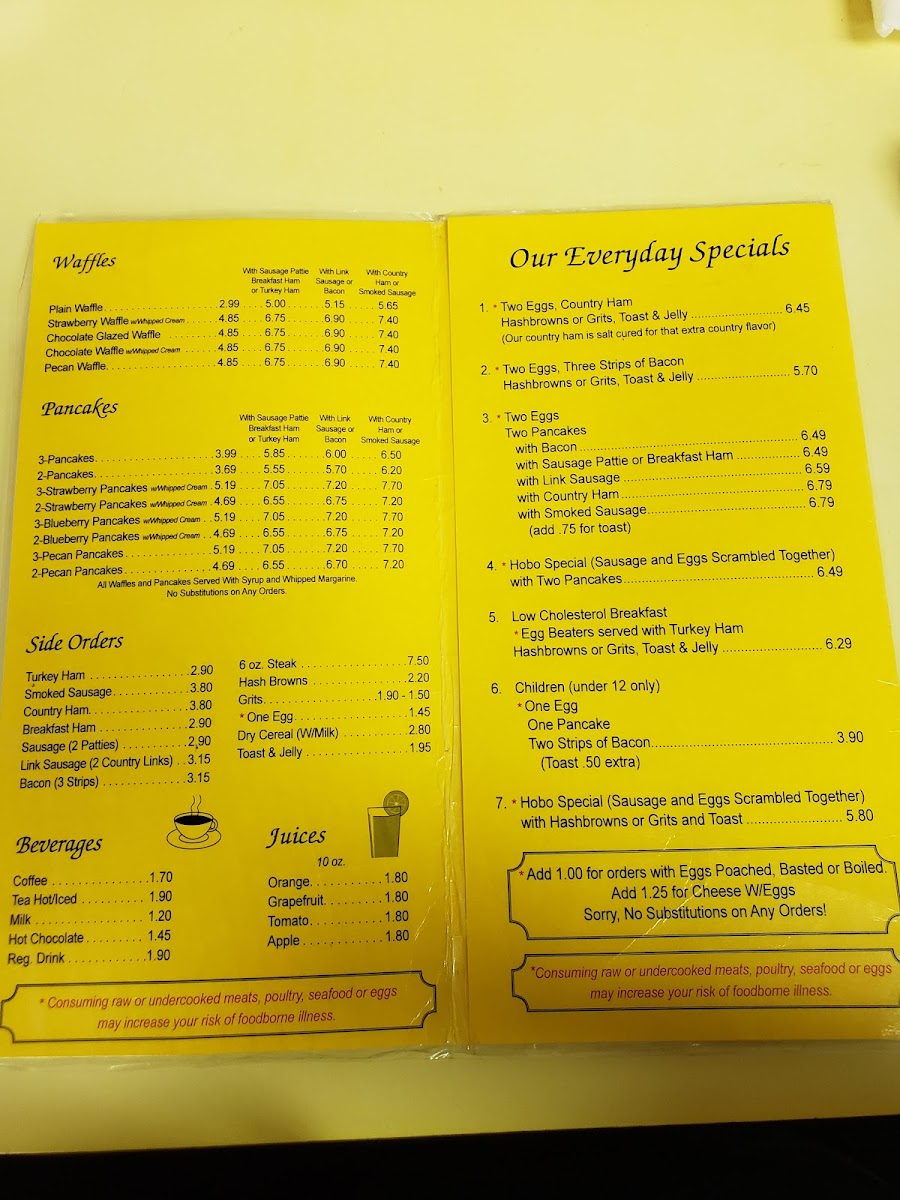 Waffles
With Sausage Pattie With Link With Country
Breakfast Ham Sausage or Ham or
or Turkey Ham Bacon Smoked Sausage
Plain Waffle 2.99 5.00 5.15 5.65
Strawberry Waffle w/Whipped Cream 4.85 6.75 6.90 7.40
Chocolate Glazed Waffle 4.85 6.75 6.90 7.40
Chocolate Waffle w/Whipped Cream 4.85 6.75 6.90 7.40
Pecan Waffle 4.85 6.75 6.90 7.40
Pancakes
With Sausage Pattie With Link With Country
Breakfast Ham Sausage or Ham or
or Turkey Ham Bacon Smoked Sausage
3-Pancakes 3.99 5.85 6.00 6.50
2-Pancakes 3.69 5.55 5.70 6.20
3-Strawberry Pancakes w/Whipped Cream 5.19 7.05 7.20 7.70
2-Strawberry Pancakes w/Whipped Cream 4.69 6.55 6.75 7.20
3-Blueberry Pancakes w/Whipped Cream 5.19 7.05 7.20 7.70
2-Blueberry Pancakes w/Whipped Cream 4.69 6.55 6.75 7.20
3-Pecan Pancakes 5.19 7.05 7.20 7.70
2-Pecan Pancakes 4.69 6.55 6.70 7.20
All Waffles and Pancakes Served With Syrup and Whipped Margarine.
No Substitutions on Any Orders.
Side Orders
Turkey Ham 2.90
Smoked Sausage 3.80
Country Ham 3.80
Breakfast Ham 2.90
Sausage (2 Patties) 2.90
Link Sausage (2 Country Links) 3.15
Bacon (3 Strips) 3.15
6 oz. Steak 7.50
Hash Browns 2.20
Grits 1.90 - 1.50
* One Egg 1.45
Dry Cereal (W/Milk) 2.80
Toast & Jelly 1.95
Beverages
Coffee 1.70
Tea Hot/Iced 1.90
Milk 1.20
Hot Chocolate 1.45
Reg. Drink 1.90
Juices
10 oz.
Orange 1.80
Grapefruit 1.80
Tomato 1.80
Apple 1.80
* Consuming raw or undercooked meats, poultry, seafood or eggs
may increase your risk of foodborne illness.
Our Everyday Specials
1. * Two Eggs, Country Ham
Hashbrowns or Grits, Toast & Jelly 6.45
(Our country ham is salt cured for that extra country flavor)
2. * Two Eggs, Three Strips of Bacon
Hashbrowns or Grits, Toast & Jelly 5.70
3. * Two Eggs
Two Pancakes
with Bacon 6.49
with Sausage Pattie or Breakfast Ham 6.49
with Link Sausage 6.59
with Country Ham 6.79
with Smoked Sausage 6.79
(add .75 for toast)
4. * Hobo Special (Sausage and Eggs Scrambled Together)
with Two Pancakes 6.49
5. Low Cholesterol Breakfast
* Egg Beaters served with Turkey Ham
Hashbrowns or Grits, Toast & Jelly 6.29
6. Children (under 12 only)
* One Egg
One Pancake
Two Strips of Bacon 3.90
(Toast .50 extra)
7. * Hobo Special (Sausage and Eggs Scrambled Together)
with Hashbrowns or Grits and Toast 5.80
* Add 1.00 for orders with Eggs Poached, Basted or Boiled.
Add 1.25 for Cheese W/Eggs
Sorry, No Substitutions on Any Orders!
*Consuming raw or undercooked meats, poultry, seafood or eggs
may increase your risk of foodborne illness.